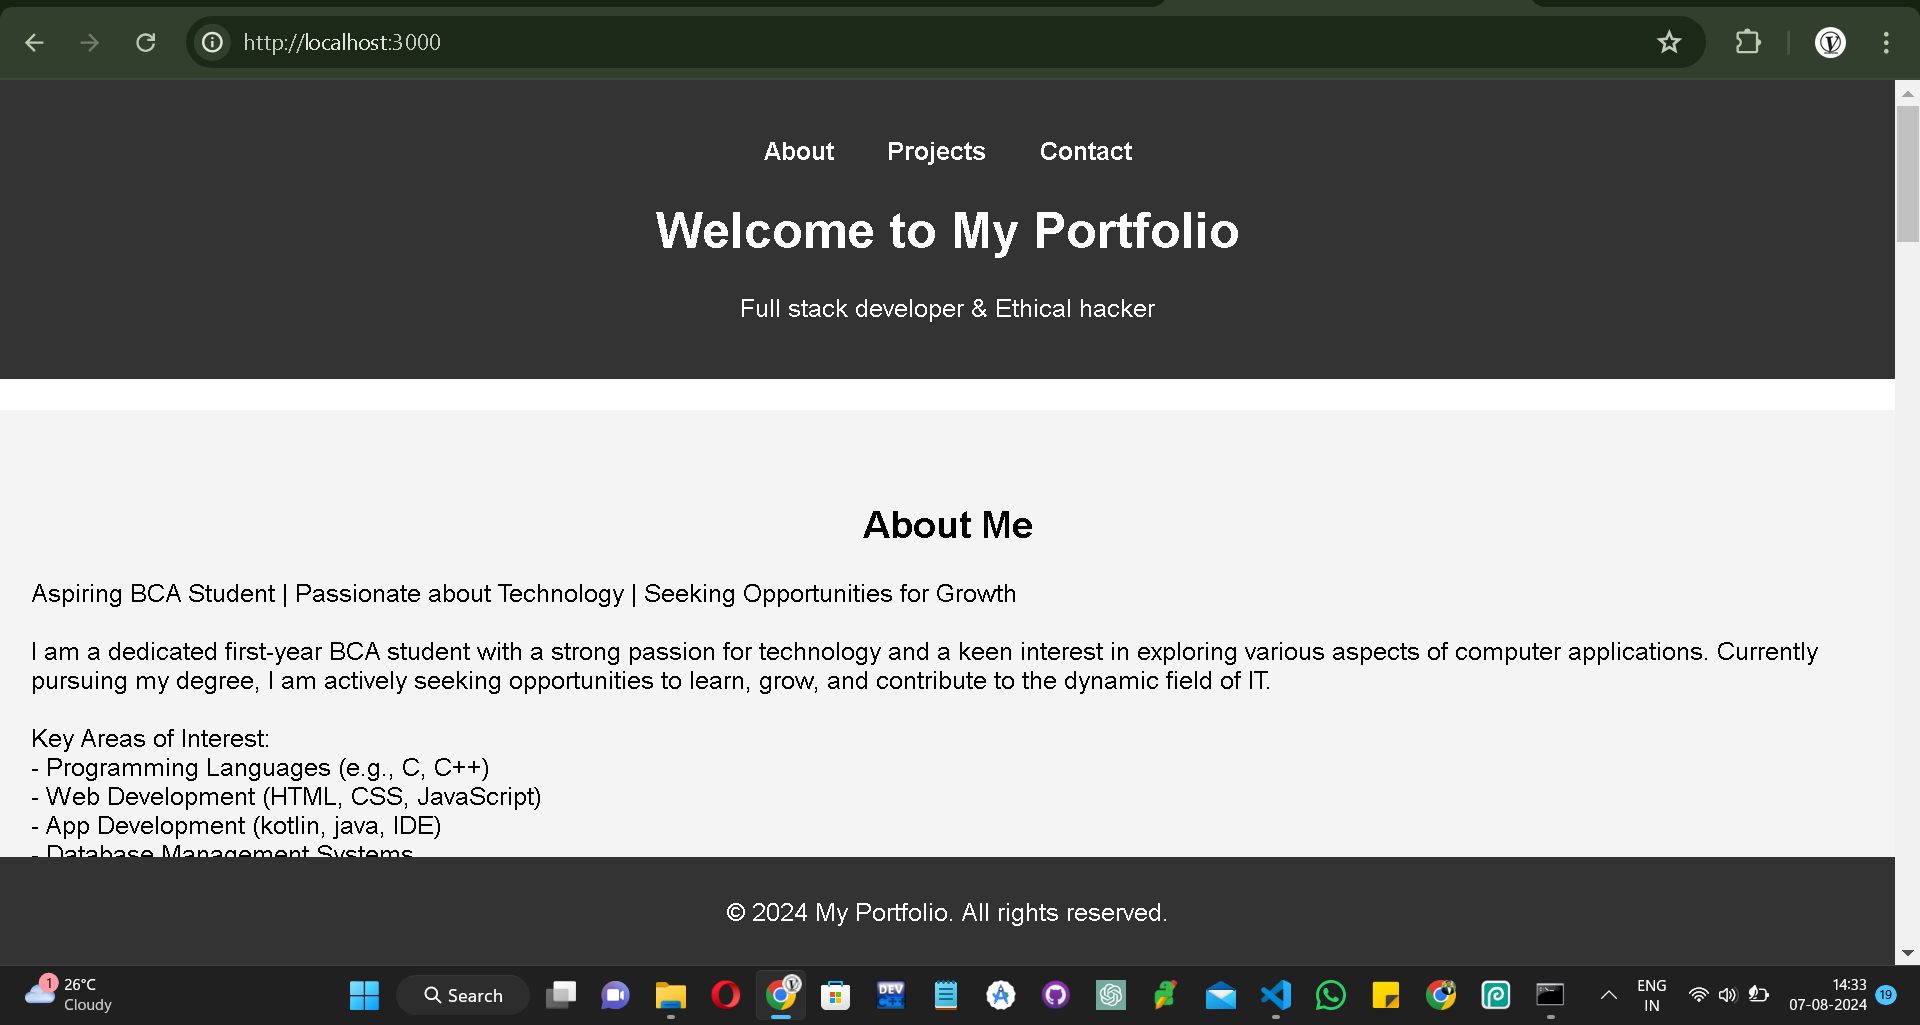 http://localhost:3000
About Projects Contact
Welcome to My Portfolio
Full stack developer & Ethical hacker
About Me
Aspiring BCA Student | Passionate about Technology | Seeking Opportunities for Growth
I am a dedicated first-year BCA student with a strong passion for technology and a keen interest in exploring various aspects of computer applications. Currently
pursuing my degree, I am actively seeking opportunities to learn, grow, and contribute to the dynamic field of IT.
Key Areas of Interest:
- Programming Languages (e.g., C, C++)
- Web Development (HTML, CSS, JavaScript)
- App Development (kotlin, java, IDE)
- Database Management Systems
© 2024 My Portfolio. All rights reserved.
1
26°C
Cloudy
Search
DEV
C++
ENG
IN
14:33
07-08-2024
19